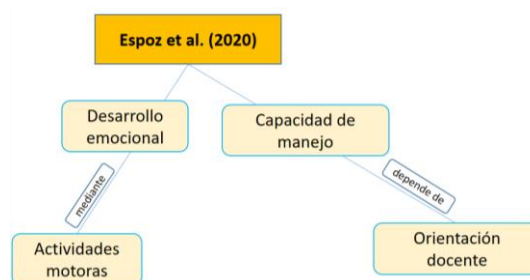 Espoz et al. (2020)
Desarrollo
emocional
Capacidad de
manejo
mediante
depende de
Actividades
motoras
Orientación
docente